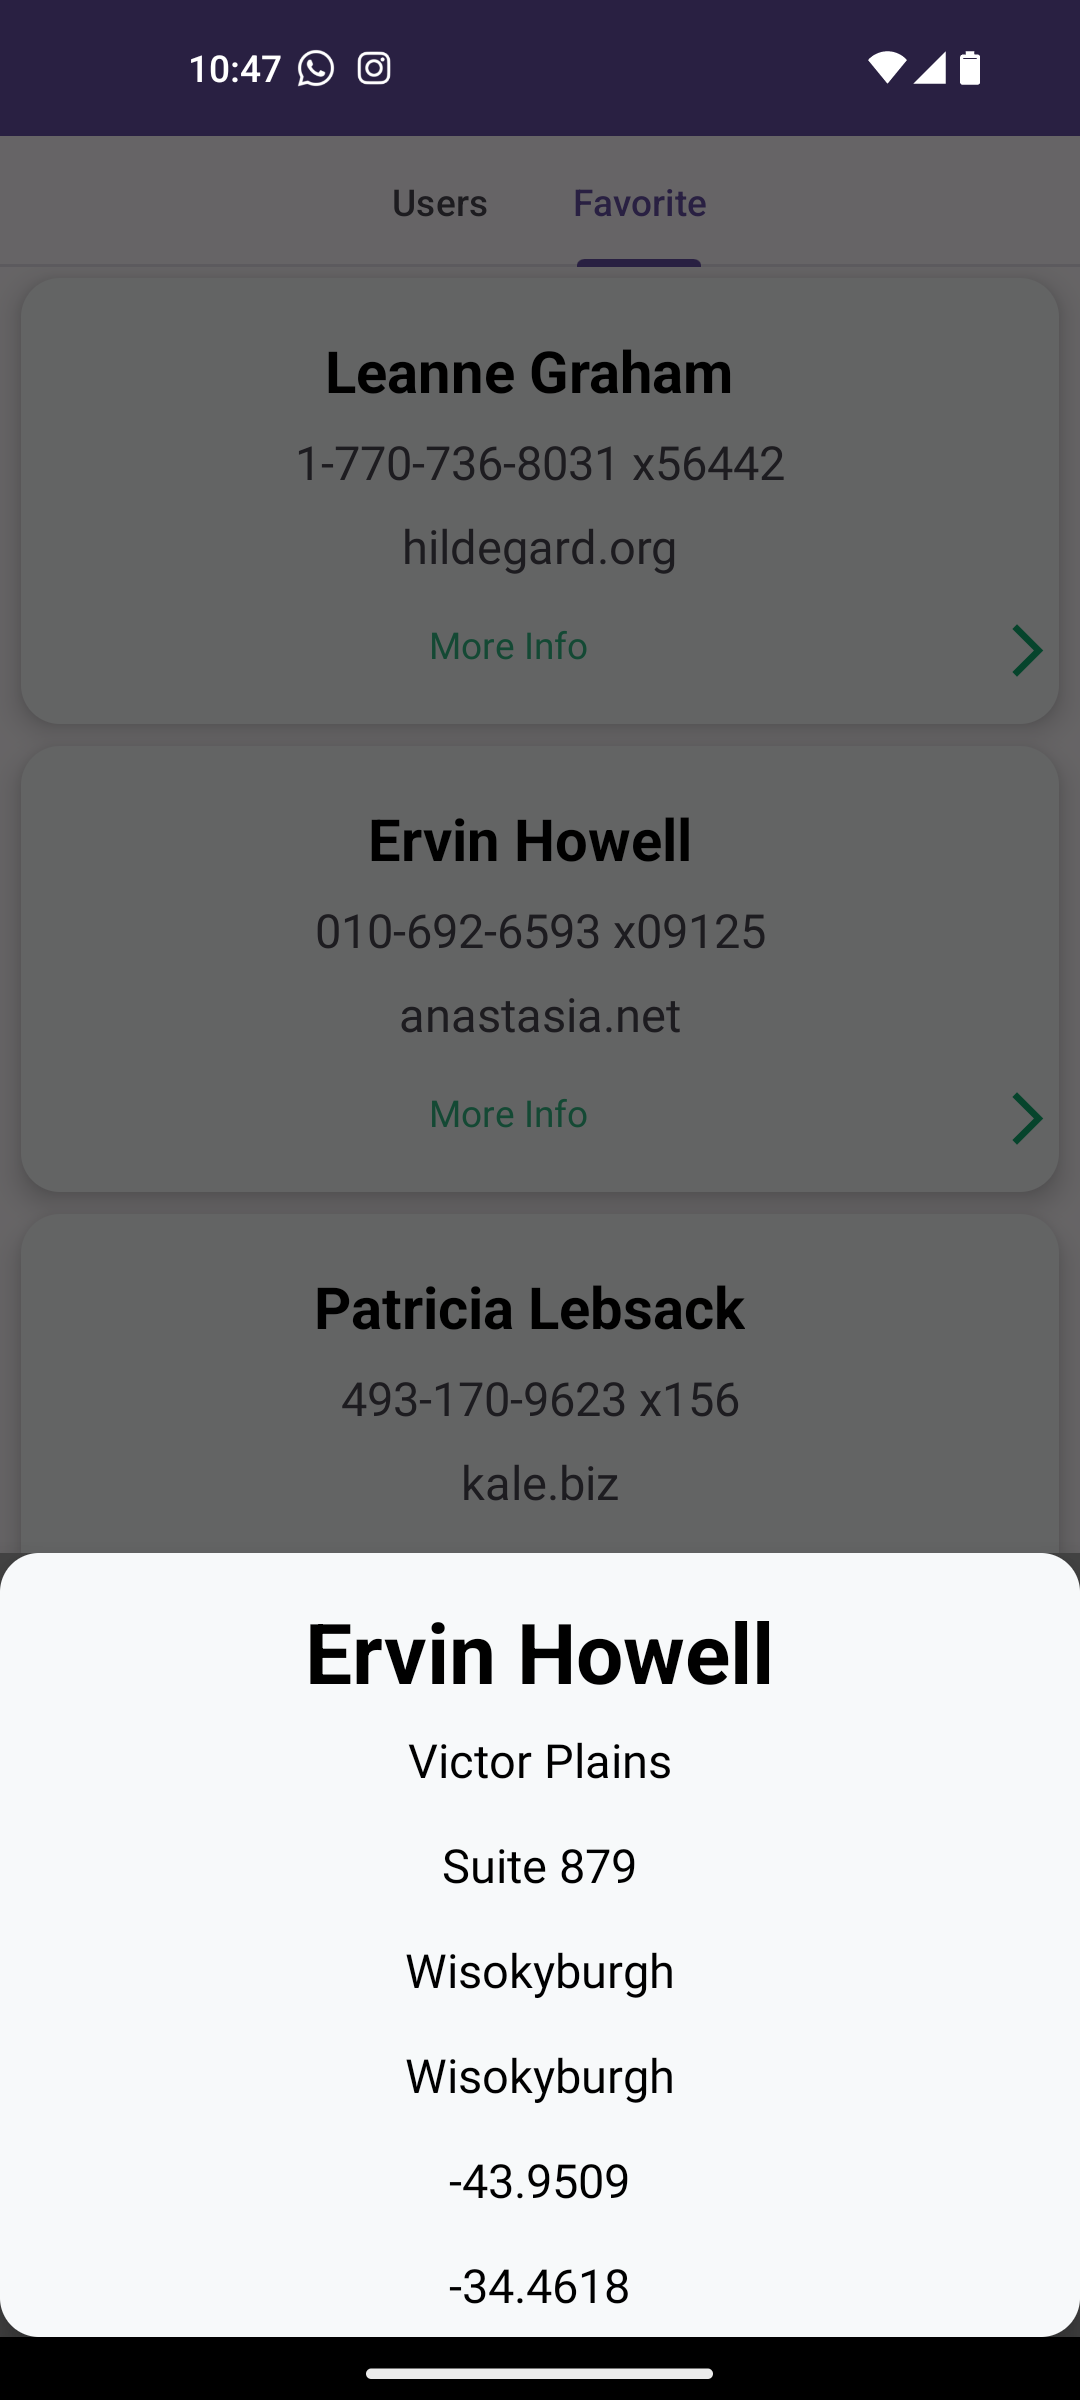 10:47
Users Favorite
Leanne Graham
1-770-736-8031 x56442
hildegard.org
More Info
Ervin Howell
010-692-6593 x09125
anastasia.net
More Info
Patricia Lebsack
493-170-9623 x156
kale.biz
Ervin Howell
Victor Plains
Suite 879
Wisokyburgh
Wisokyburgh
-43.9509
-34.4618